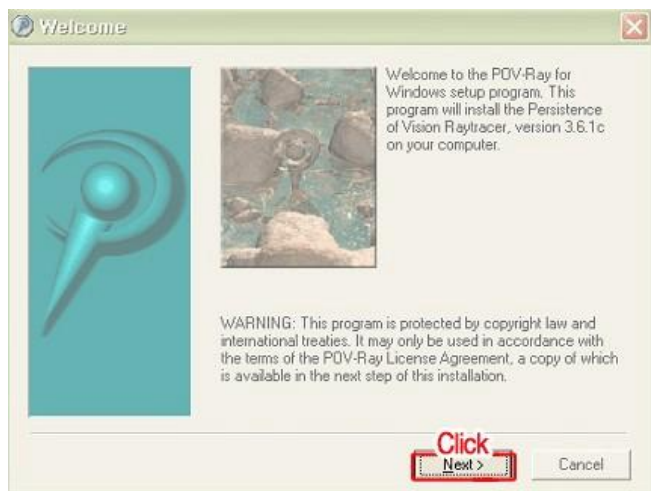 Welcome
Welcome to the POV-Ray for
Windows setup program. This
program will install the Persistence
of Vision Raytracer, version 3.6.1c
on your computer.
WARNING: This program is protected by copyright law and
international treaties. It may only be used in accordance with
the terms of the POV-Ray License Agreement, a copy of which
is available in the next step of this installation.
Click
Next >
Cancel